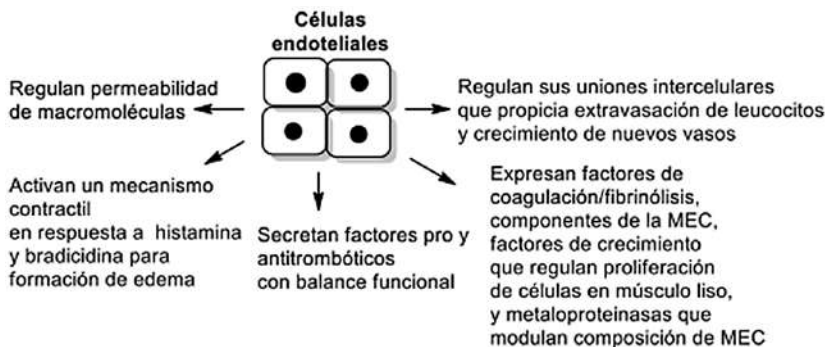 Células
endoteliales
Regulan permeabilidad
de macromoléculas
Regulan sus uniones intercelulares
que propicia extravasación de leucocitos
y crecimiento de nuevos vasos
Activan un mecanismo
contractil
en respuesta a histamina
y bradicidina para
formación de edema
Secretan factores pro y
antitrombóticos
con balance funcional
Expresan factores de
coagulación/fibrinólisis,
componentes de la MEC,
factores de crecimiento
que regulan proliferación
de células en músculo liso,
y metaloproteinasas que
modulan composición de MEC